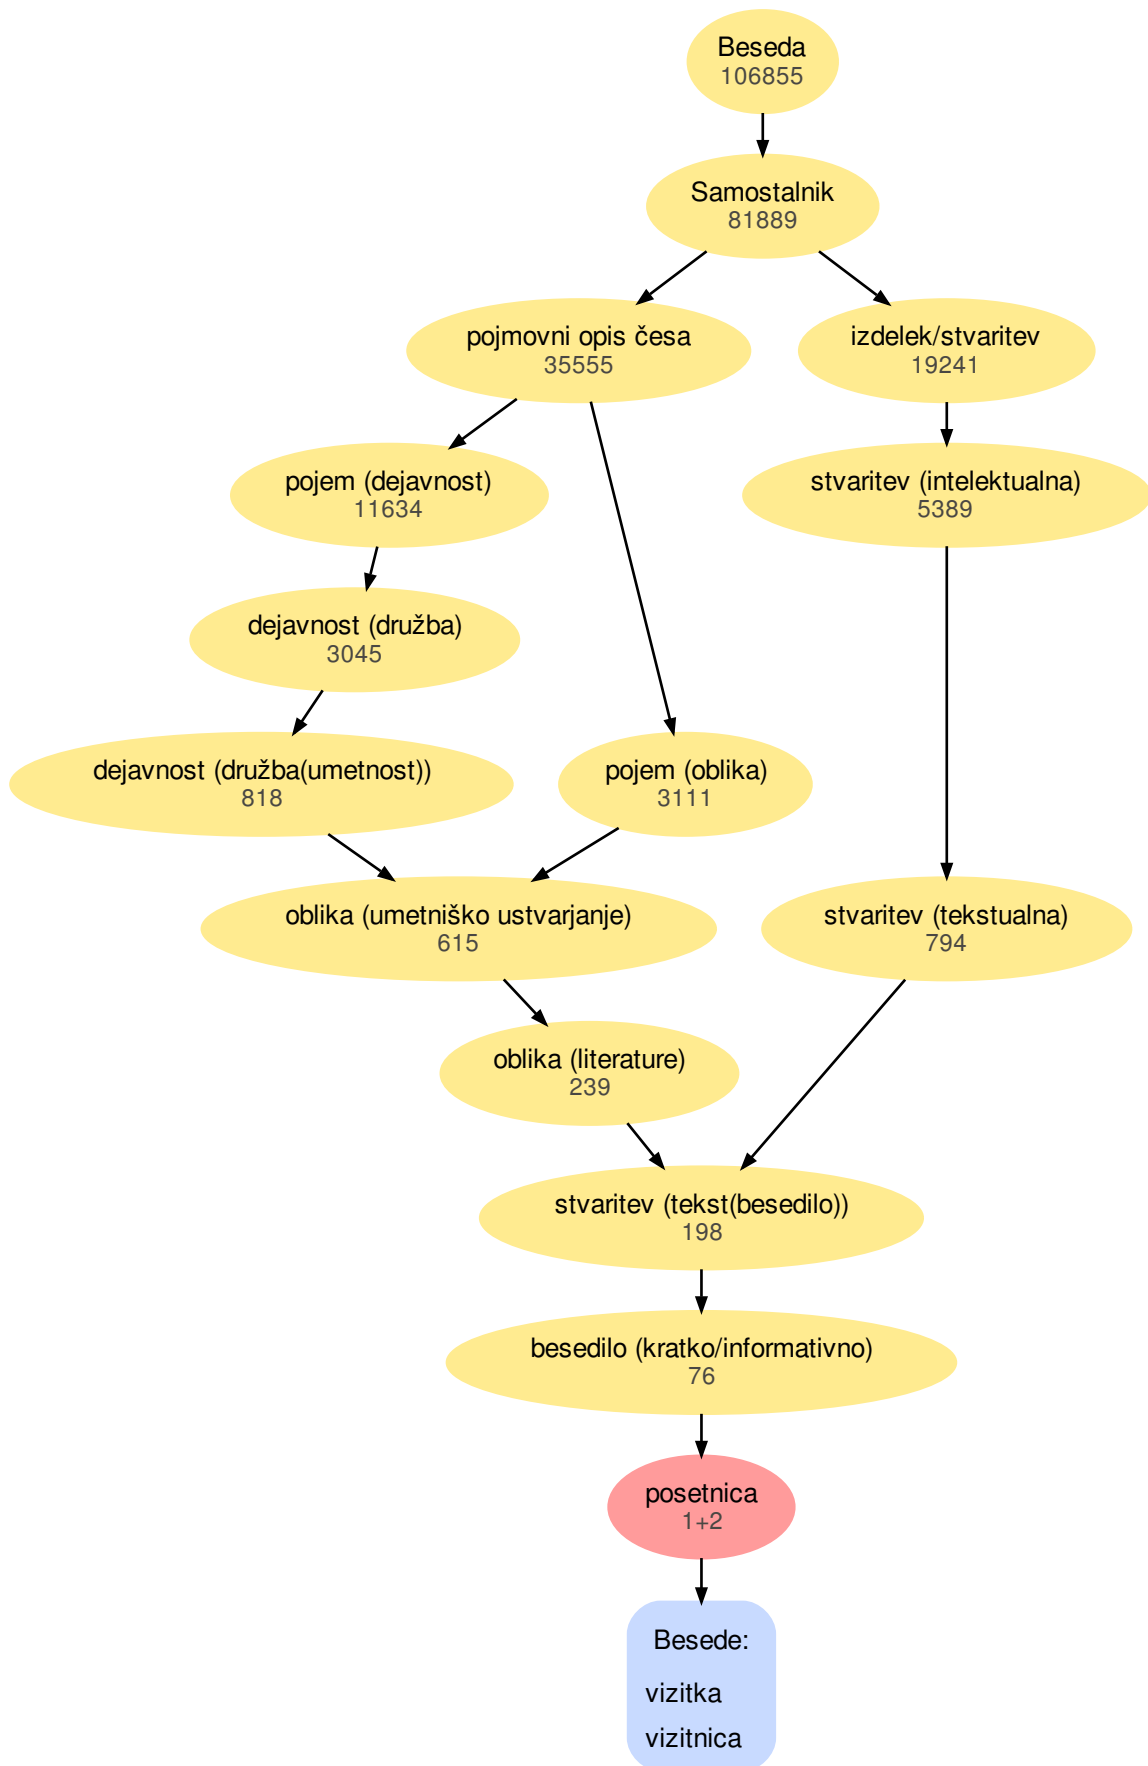 Beseda
106855
Samostalnik
81889
pojmovni opis česa
35555
izdelek/stvaritev
19241
pojem (dejavnost)
11634
stvaritev (intelektualna)
5389
dejavnost (družba)
3045
dejavnost (družba(umetnost))
818
pojem (oblika)
3111
oblika (umetniško ustvarjanje)
615
stvaritev (tekstualna)
794
oblika (literature)
239
stvaritev (tekst(besedilo))
198
besedilo (kratko/informativno)
76
posetnica
1+2
Besede:
vizitka
vizitnica